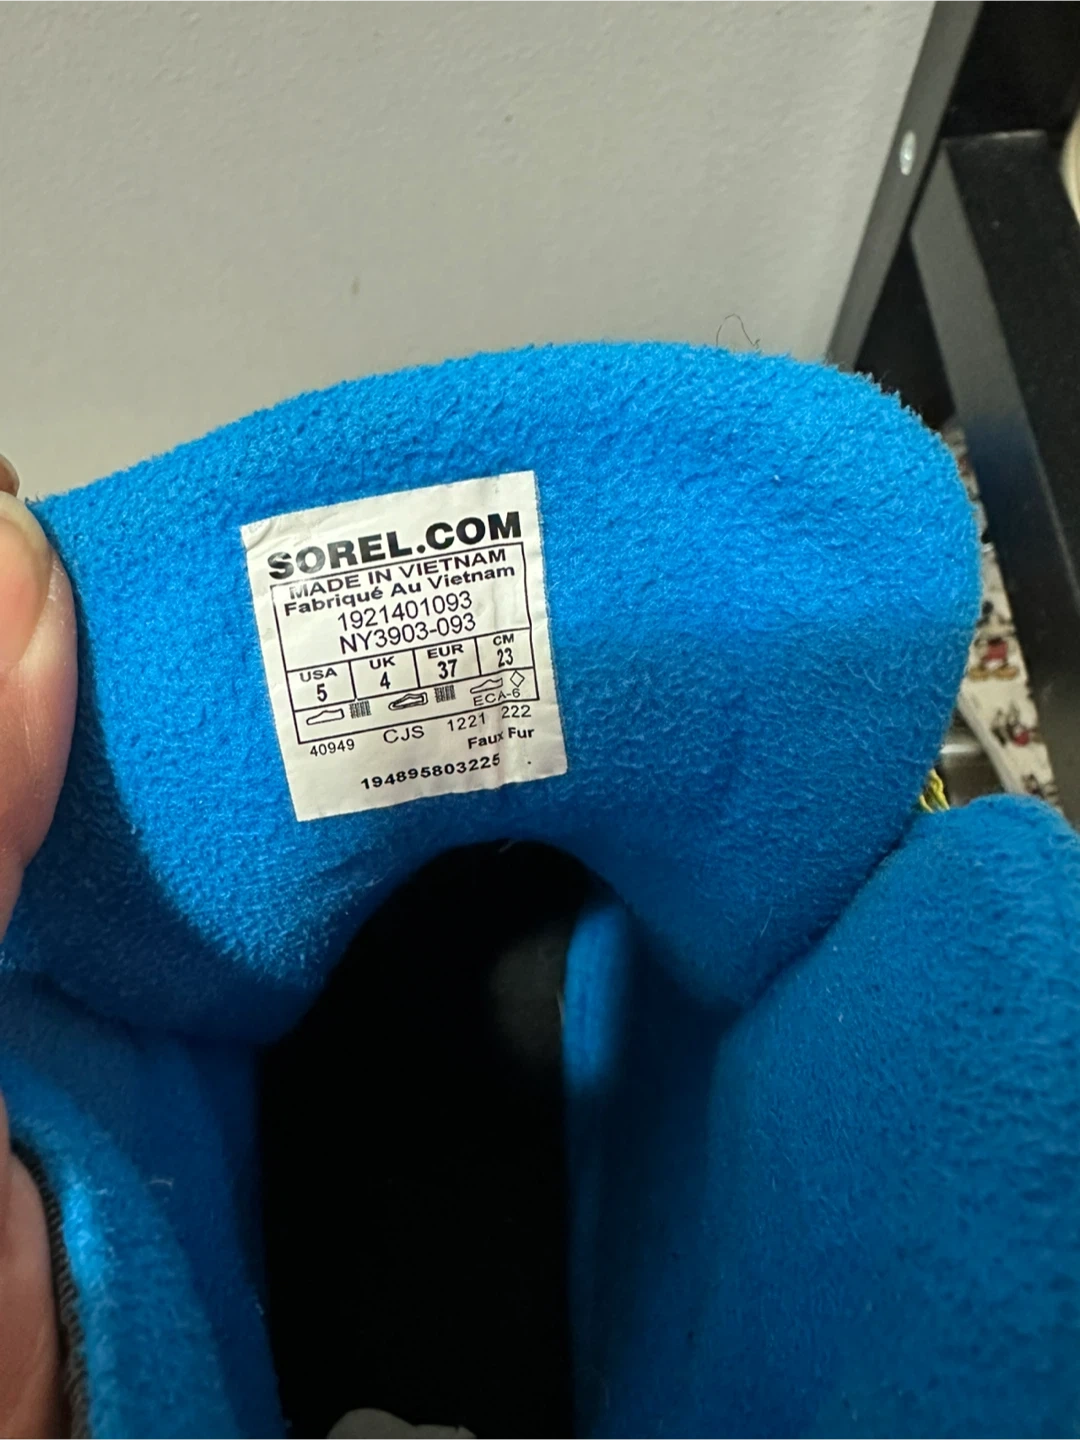 SOREL.COM
MADE IN VIETNAM
Fabriqué Au Vietnam
1921401093
NY3903-093
USA UK EUR CM
5 4 37 23
ECA-6
40949 CJS 1221 222
Faux Fur
194895803225